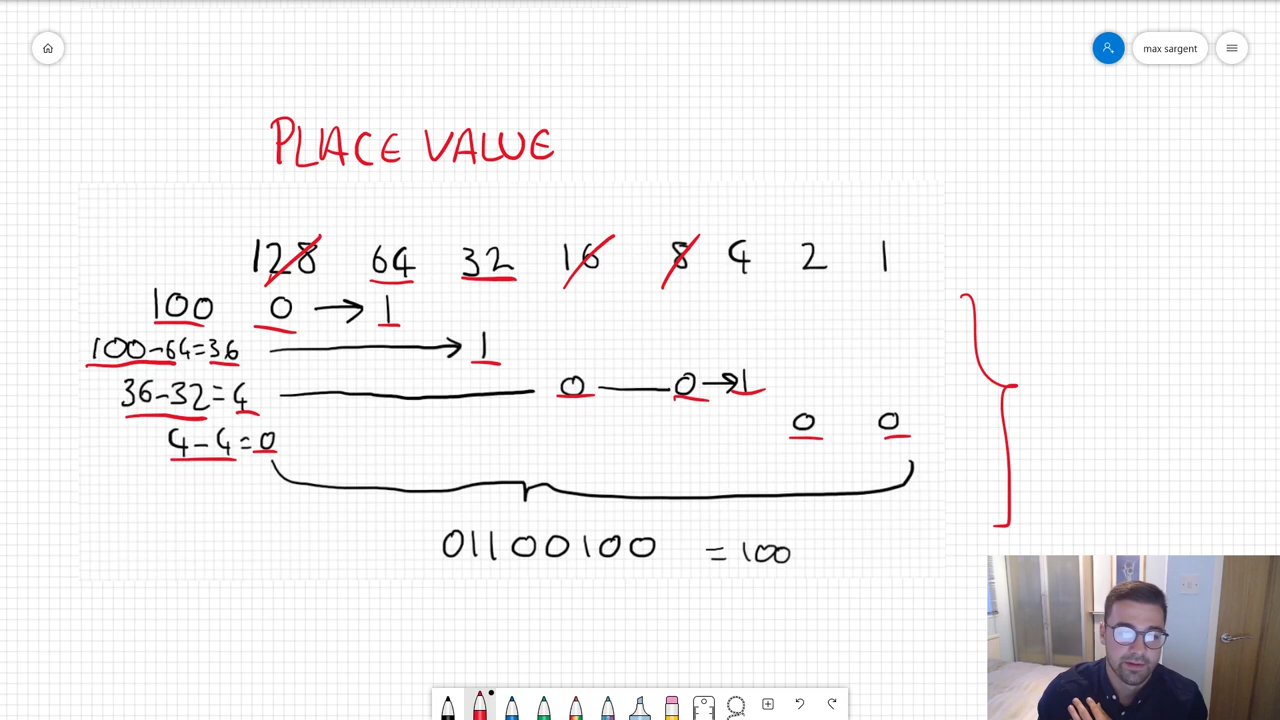 max sargent
PLACE VALUE
128 64 32 16 8 4 2 1
100 0 → 1
100-64=36 → 1
36-32=4 0 0 → 1
4-4=0 0 0
01100100 = 100